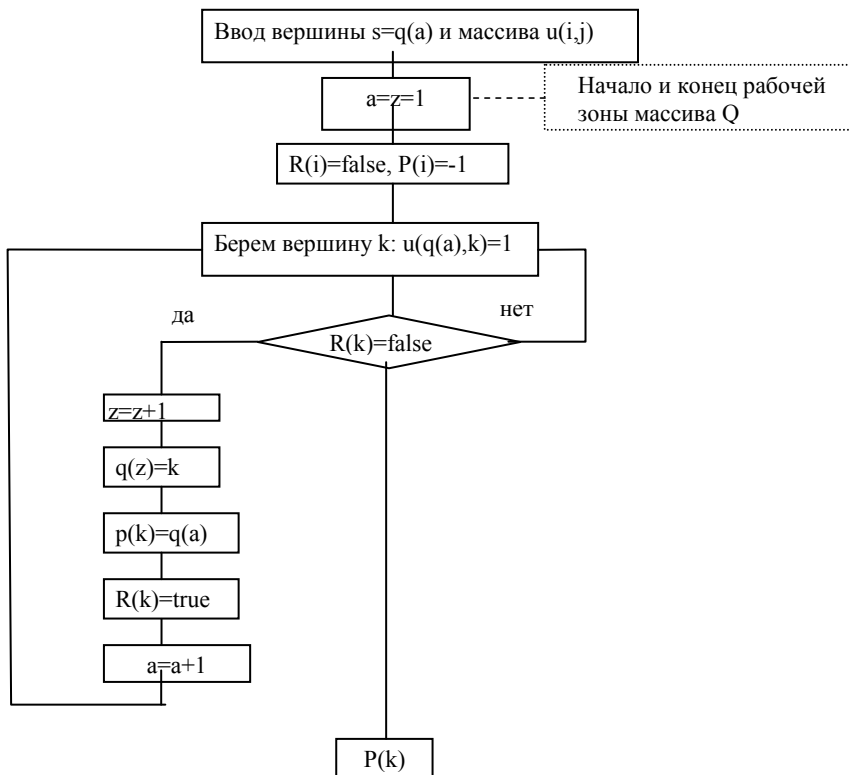 Ввод вершины s=q(a) и массива u(i,j)
a=z=1
Начало и конец рабочей
зоны массива Q
R(i)=false, P(i)=-1
Берем вершину k: u(q(a),k)=1
да
нет
R(k)=false
z=z+1
q(z)=k
p(k)=q(a)
R(k)=true
a=a+1
P(k)